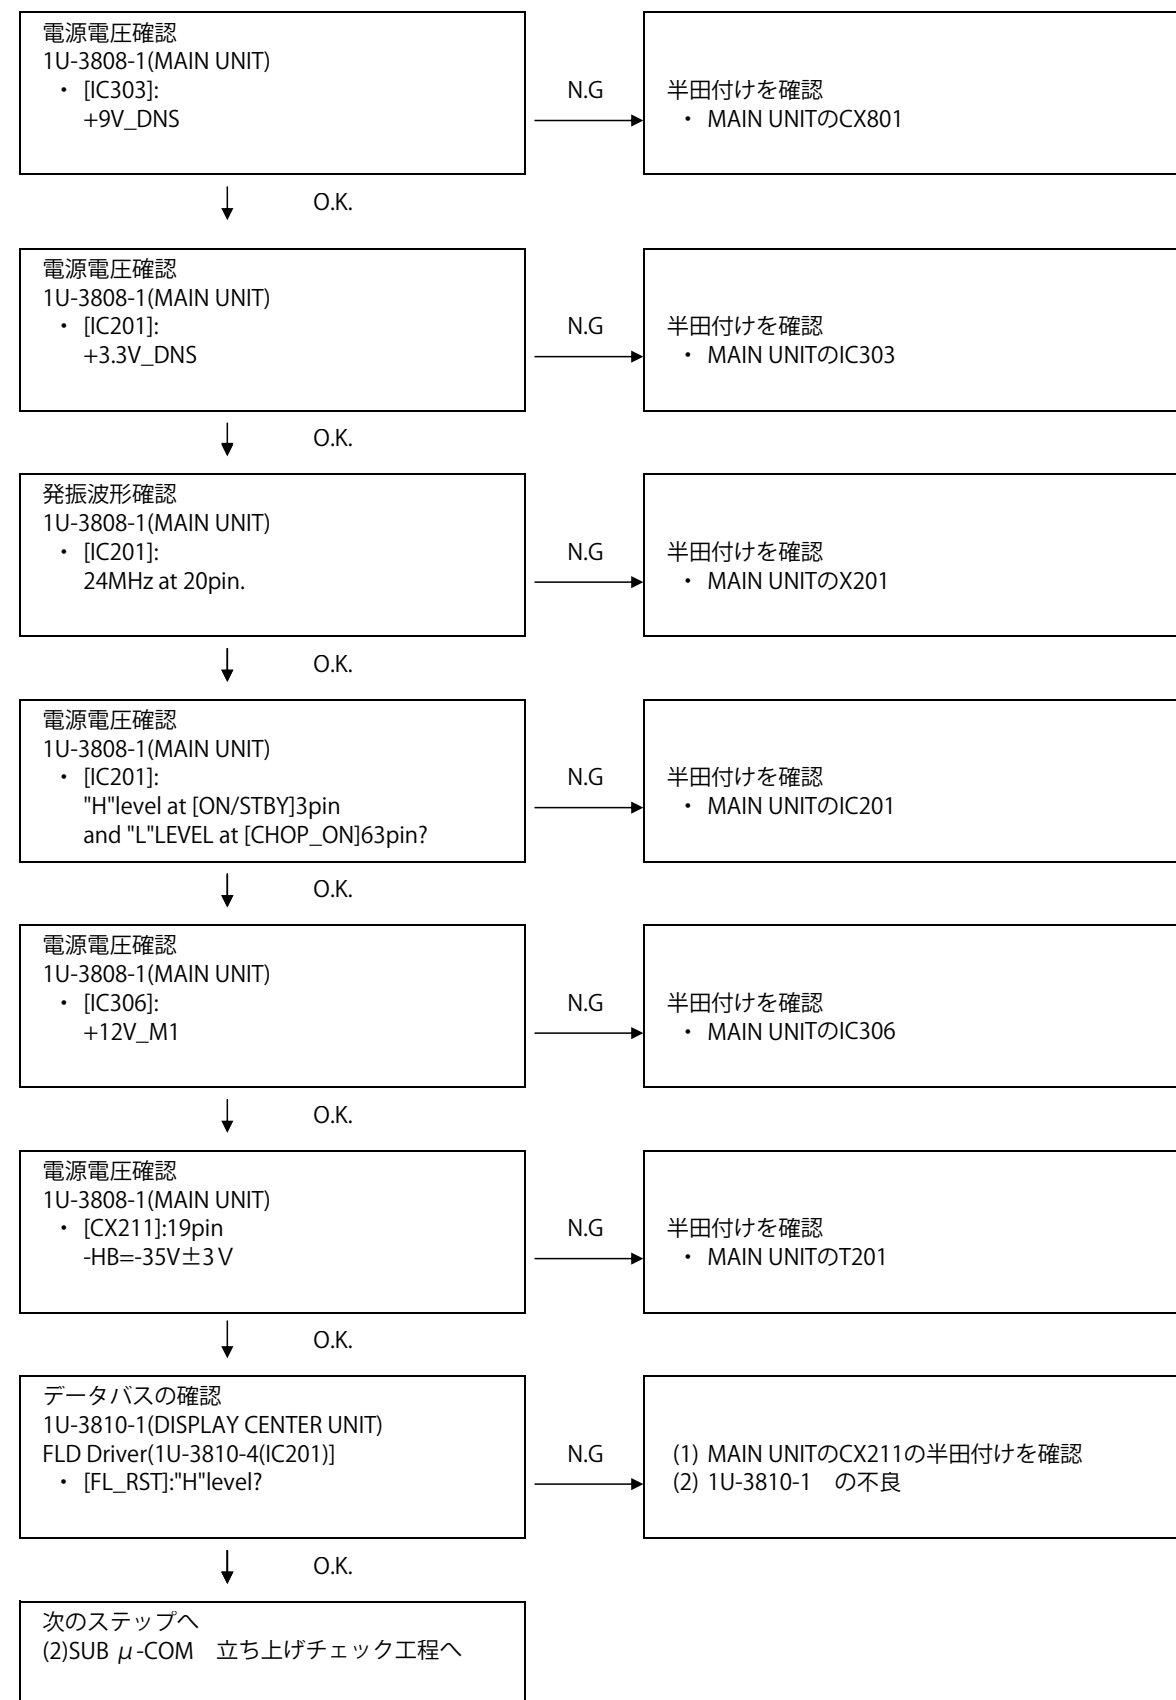 電源電圧確認
1U-3808-1(MAIN UNIT)
・ [IC303]:
+9V_DNS
N.G
半田付けを確認
・ MAIN UNITのCX801
O.K.
電源電圧確認
1U-3808-1(MAIN UNIT)
・ [IC201]:
+3.3V_DNS
N.G
半田付けを確認
・ MAIN UNITのIC303
O.K.
発振波形確認
1U-3808-1(MAIN UNIT)
・ [IC201]:
24MHz at 20pin.
N.G
半田付けを確認
・ MAIN UNITのX201
O.K.
電源電圧確認
1U-3808-1(MAIN UNIT)
・ [IC201]:
"H"level at [ON/STBY]3pin
and "L"LEVEL at [CHOP_ON]63pin?
N.G
半田付けを確認
・ MAIN UNITのIC201
O.K.
電源電圧確認
1U-3808-1(MAIN UNIT)
・ [IC306]:
+12V_M1
N.G
半田付けを確認
・ MAIN UNITのIC306
O.K.
電源電圧確認
1U-3808-1(MAIN UNIT)
・ [CX211]:19pin
-HB=-35V±3Ｖ
N.G
半田付けを確認
・ MAIN UNITのT201
O.K.
データバスの確認
1U-3810-1(DISPLAY CENTER UNIT)
FLD Driver(1U-3810-4(IC201)]
・ [FL_RST]:"H"level?
N.G
(1) MAIN UNITのCX211の半田付けを確認
(2) 1U-3810-1　の不良
O.K.
次のステップへ
(2)SUB μ-COM　立ち上げチェック工程へ